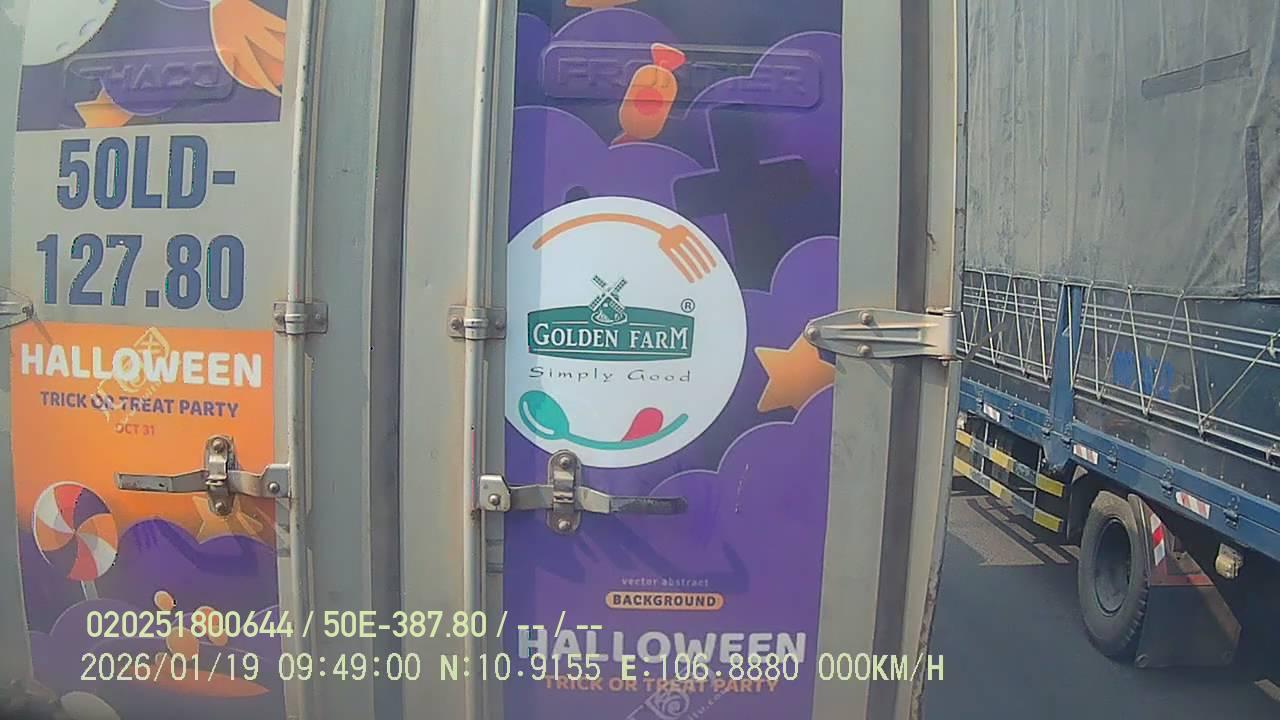 THACO
50LD-
127.80
HALLOWEEN
TRICK OR TREAT PARTY
OCT 31
FRONTIER
®
GOLDEN FARM
Simply Good
vector abstract
BACKGROUND
HALLOWEEN
TRICK OR TREAT PARTY
020251800644 / 50E-387.80 / -- / --
2026/01/19 09:49:00 N:10.9155 E:106.8880 000KM/H